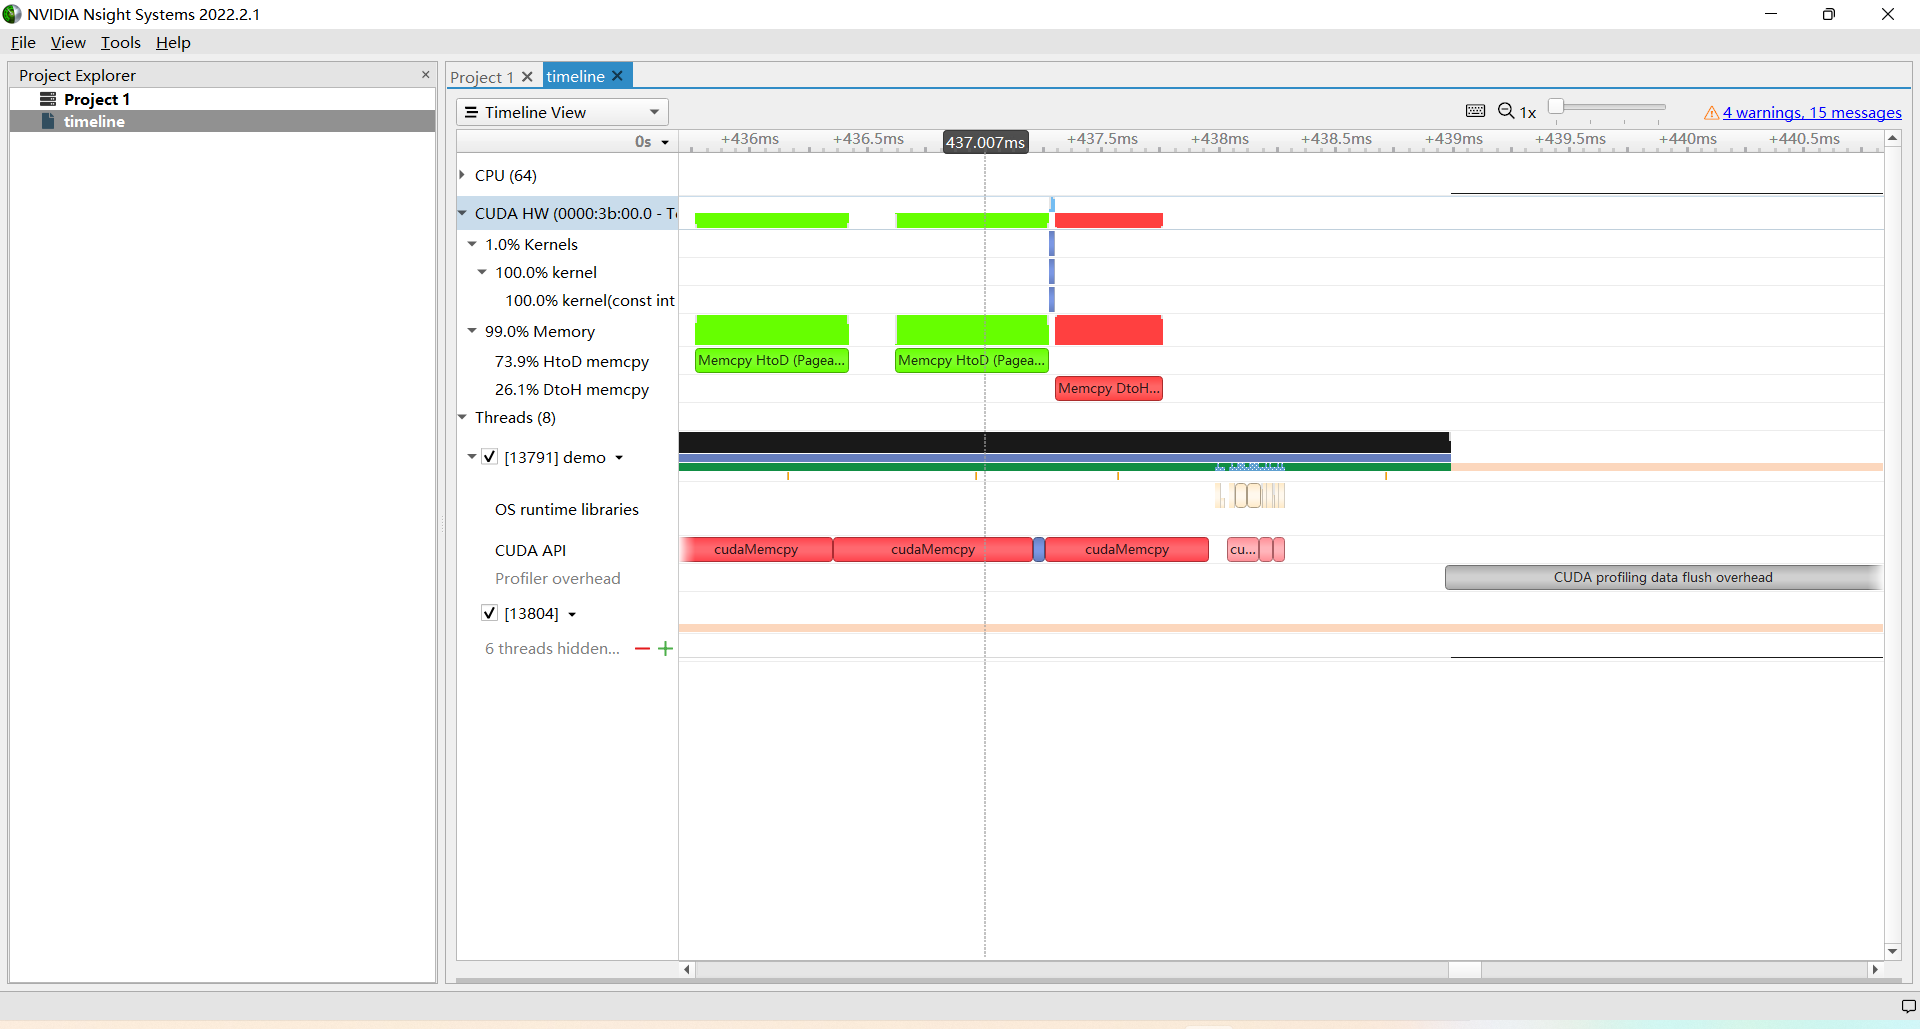 NVIDIA Nsight Systems 2022.2.1
File View Tools Help
Project Explorer
Project 1
timeline
Project 1
timeline
Timeline View
1x
4 warnings, 15 messages
0s
+436ms +436.5ms 437.007ms +437.5ms +438ms +438.5ms +439ms +439.5ms +440ms +440.5ms
CPU (64)
CUDA HW (0000:3b:00.0 - T
1.0% Kernels
100.0% kernel
100.0% kernel(const int
99.0% Memory
73.9% HtoD memcpy
Memcpy HtoD (Pagea... Memcpy HtoD (Pagea...
26.1% DtoH memcpy
Memcpy DtoH...
Threads (8)
[13791] demo
OS runtime libraries
CUDA API
cudaMemcpy cudaMemcpy cudaMemcpy cu...
Profiler overhead
CUDA profiling data flush overhead
[13804]
6 threads hidden...